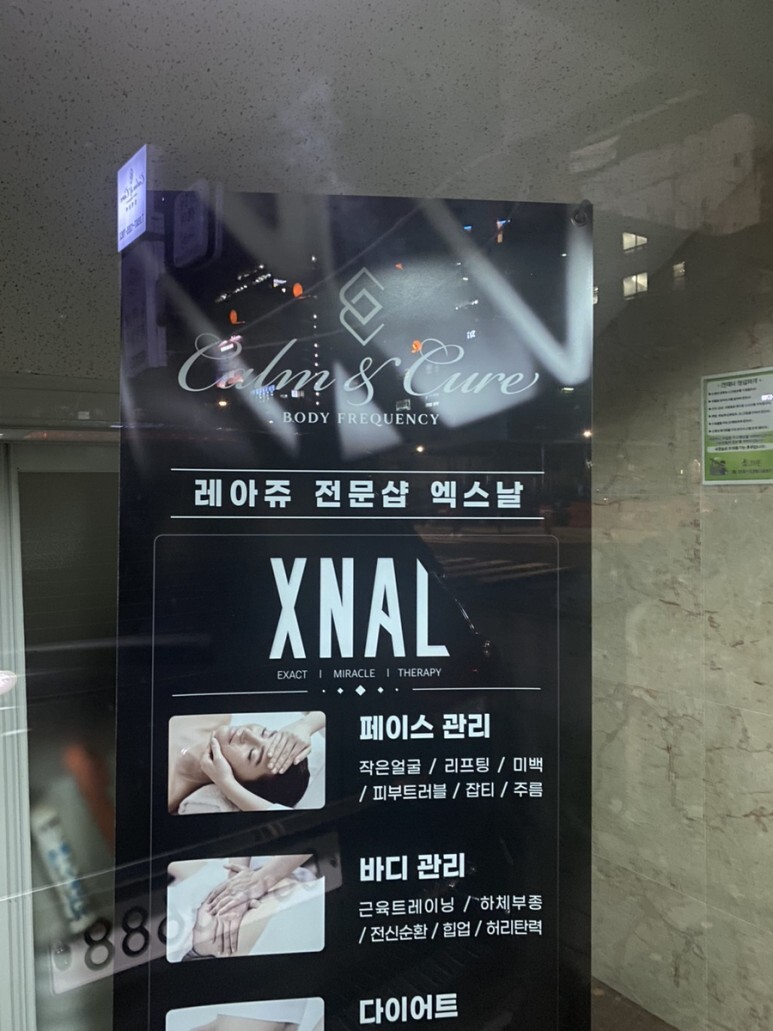 Calm & Cure
BODY FREQUENCY
레아쥬 전문샵 엑스날
XNAL
EXACT | MIRACLE | THERAPY
페이스 관리
작은얼굴 / 리프팅 / 미백
/ 피부트러블 / 잡티 / 주름
바디 관리
근육트레이닝 / 하체부종
/ 전신순환 / 힙업 / 허리탄력
다이어트